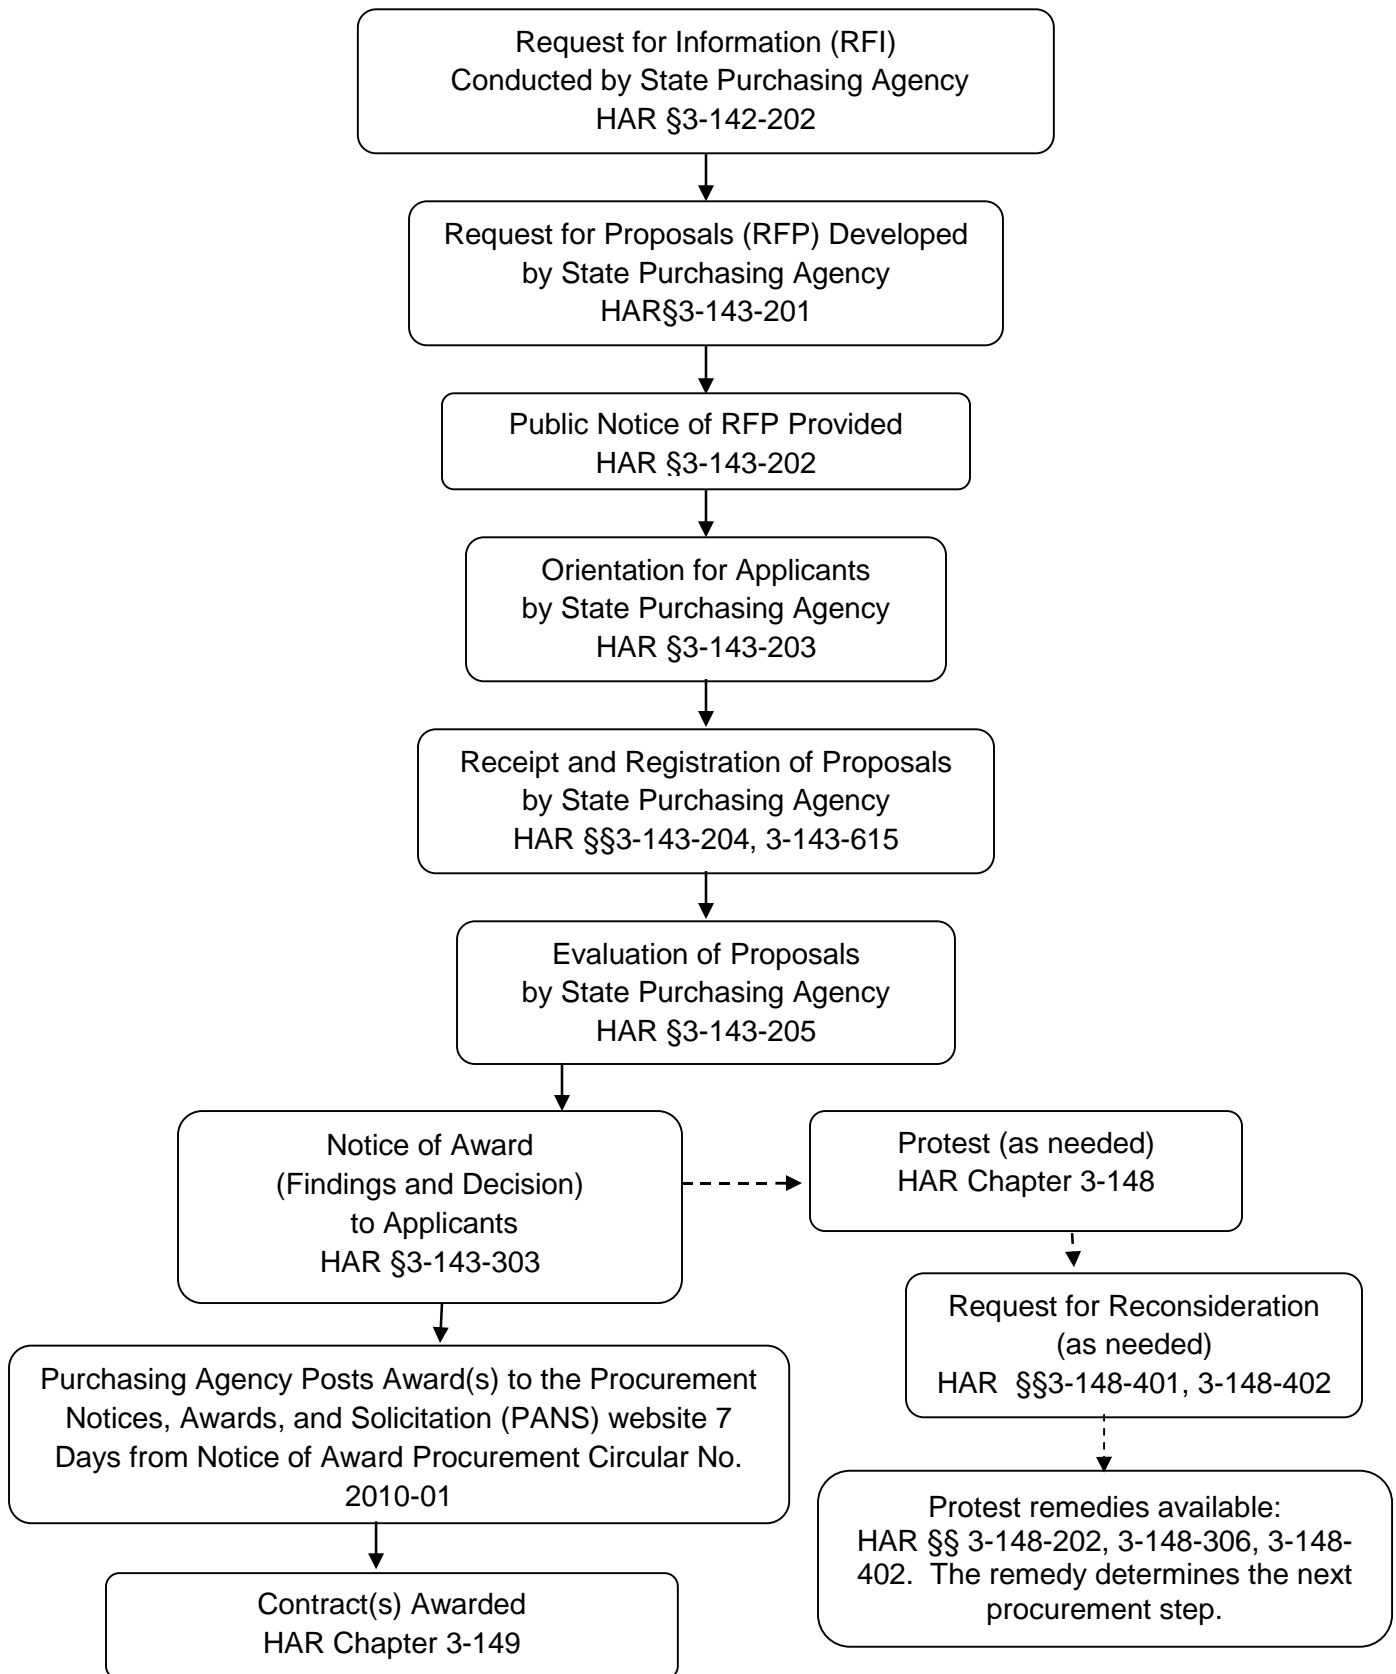 Request for Information (RFI)
Conducted by State Purchasing Agency
HAR §3-142-202
Request for Proposals (RFP) Developed
by State Purchasing Agency
HAR§3-143-201
Public Notice of RFP Provided
HAR §3-143-202
Orientation for Applicants
by State Purchasing Agency
HAR §3-143-203
Receipt and Registration of Proposals
by State Purchasing Agency
HAR §§3-143-204, 3-143-615
Evaluation of Proposals
by State Purchasing Agency
HAR §3-143-205
Notice of Award
(Findings and Decision)
to Applicants
HAR §3-143-303
Protest (as needed)
HAR Chapter 3-148
Request for Reconsideration
(as needed)
HAR §§3-148-401, 3-148-402
Purchasing Agency Posts Award(s) to the Procurement
Notices, Awards, and Solicitation (PANS) website 7
Days from Notice of Award Procurement Circular No.
2010-01
Protest remedies available:
HAR §§ 3-148-202, 3-148-306, 3-148-
402. The remedy determines the next
procurement step.
Contract(s) Awarded
HAR Chapter 3-149